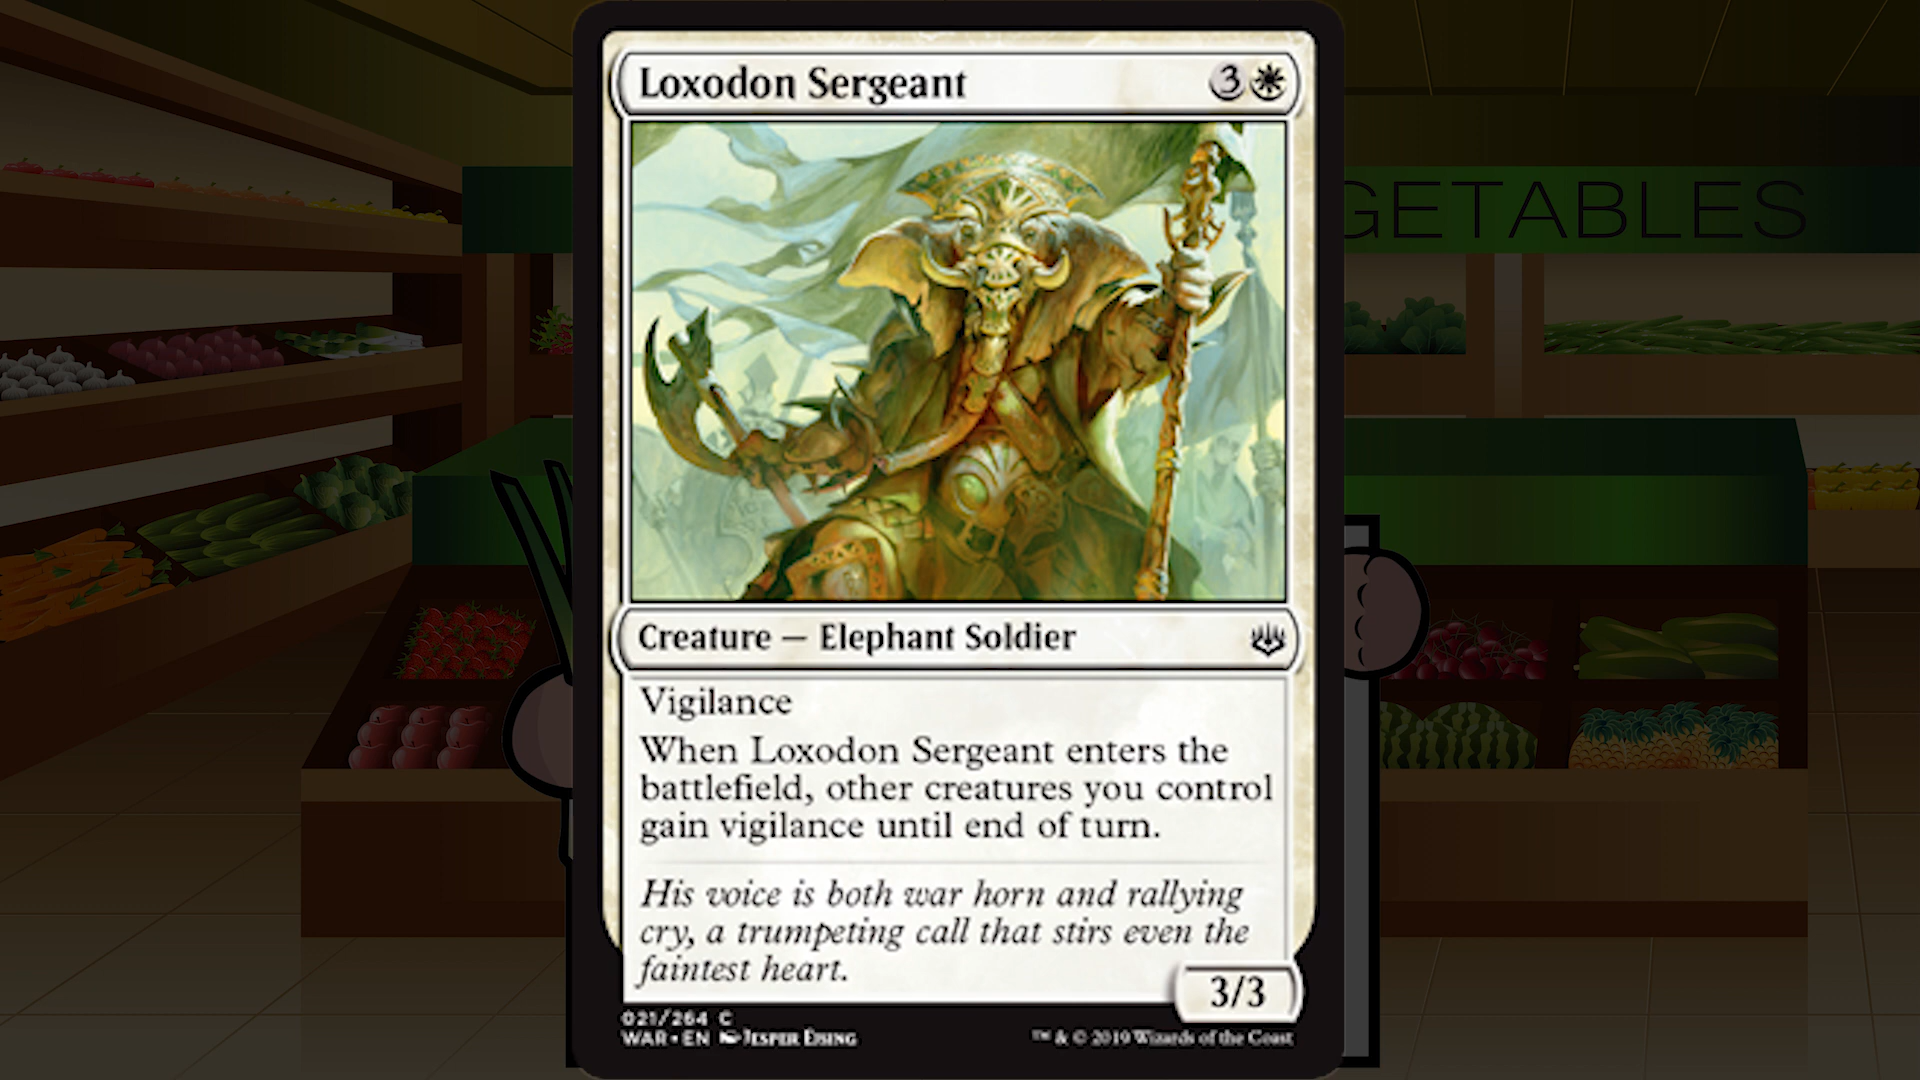 Loxodon Sergeant 3
GETABLES
Creature — Elephant Soldier
Vigilance
When Loxodon Sergeant enters the
battlefield, other creatures you control
gain vigilance until end of turn.
His voice is both war horn and rallying
cry, a trumpeting call that stirs even the
faintest heart.
3/3
021/264 C
WAR • EN Jesper Ejsing
™ & © 2019 Wizards of the Coast